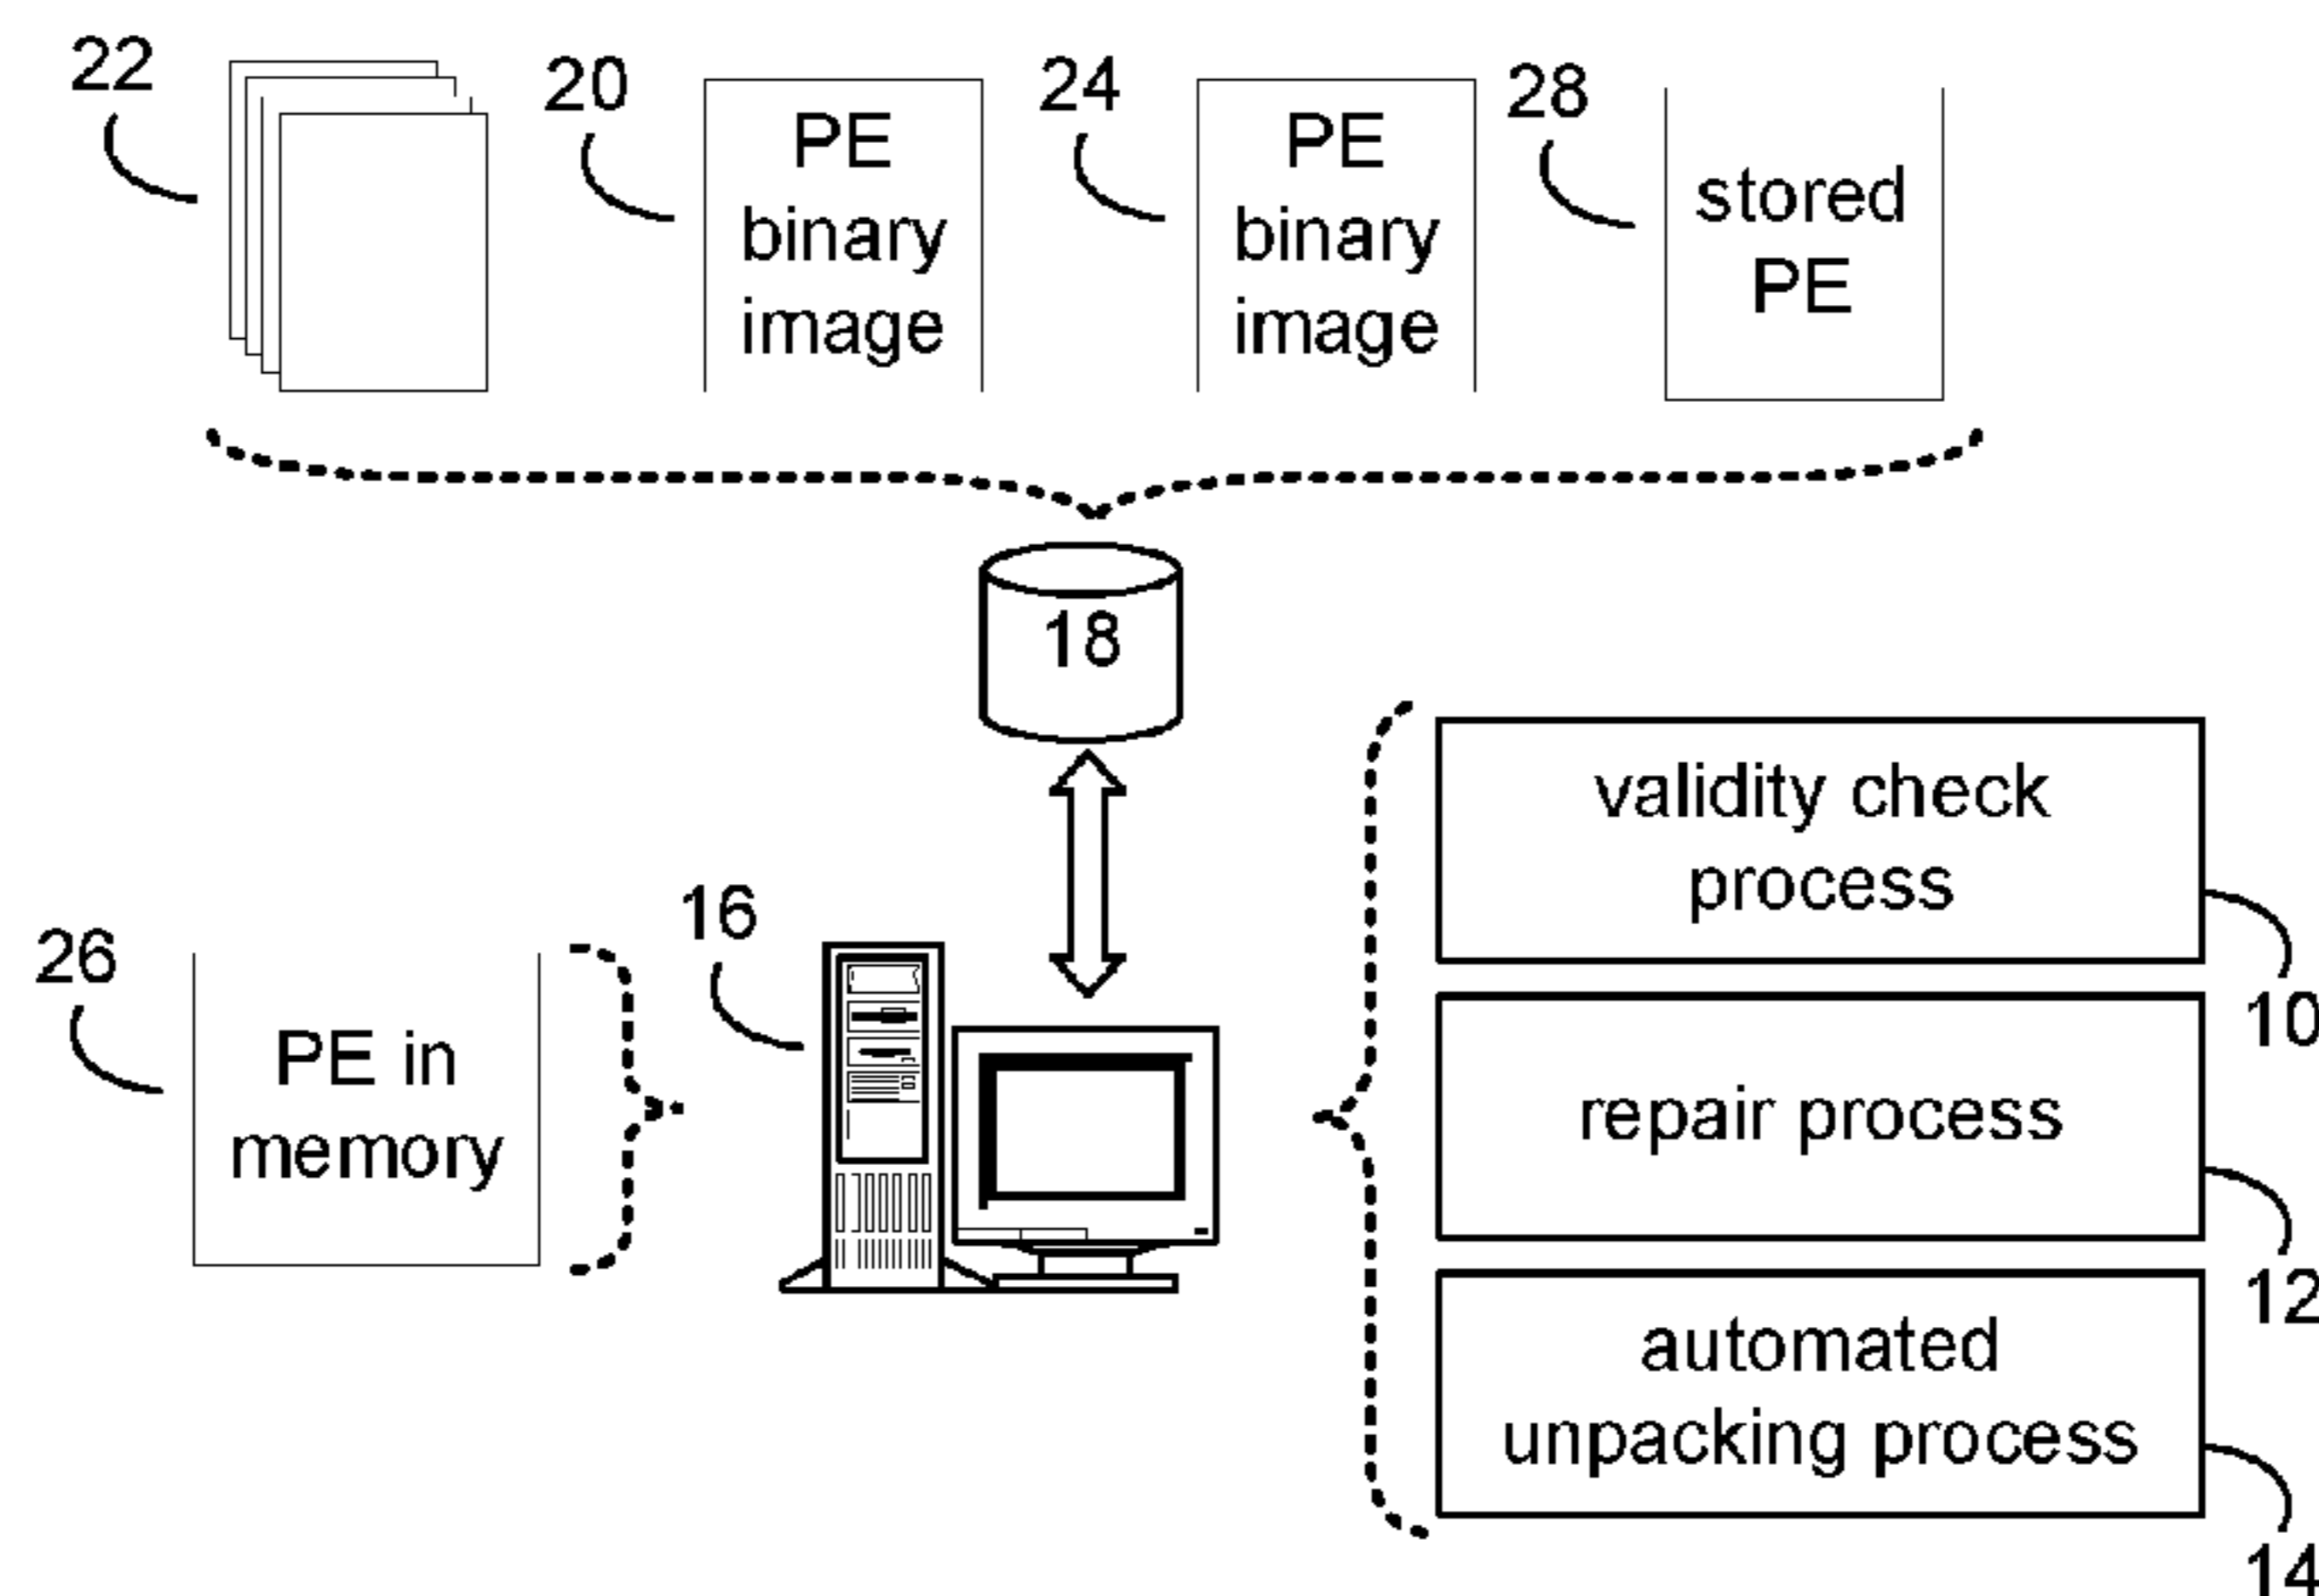 22
20
PE
binary
image
24
PE
binary
image
28
stored
PE
18
validity check
process
10
16
26
PE in
memory
repair process
12
automated
unpacking process
14